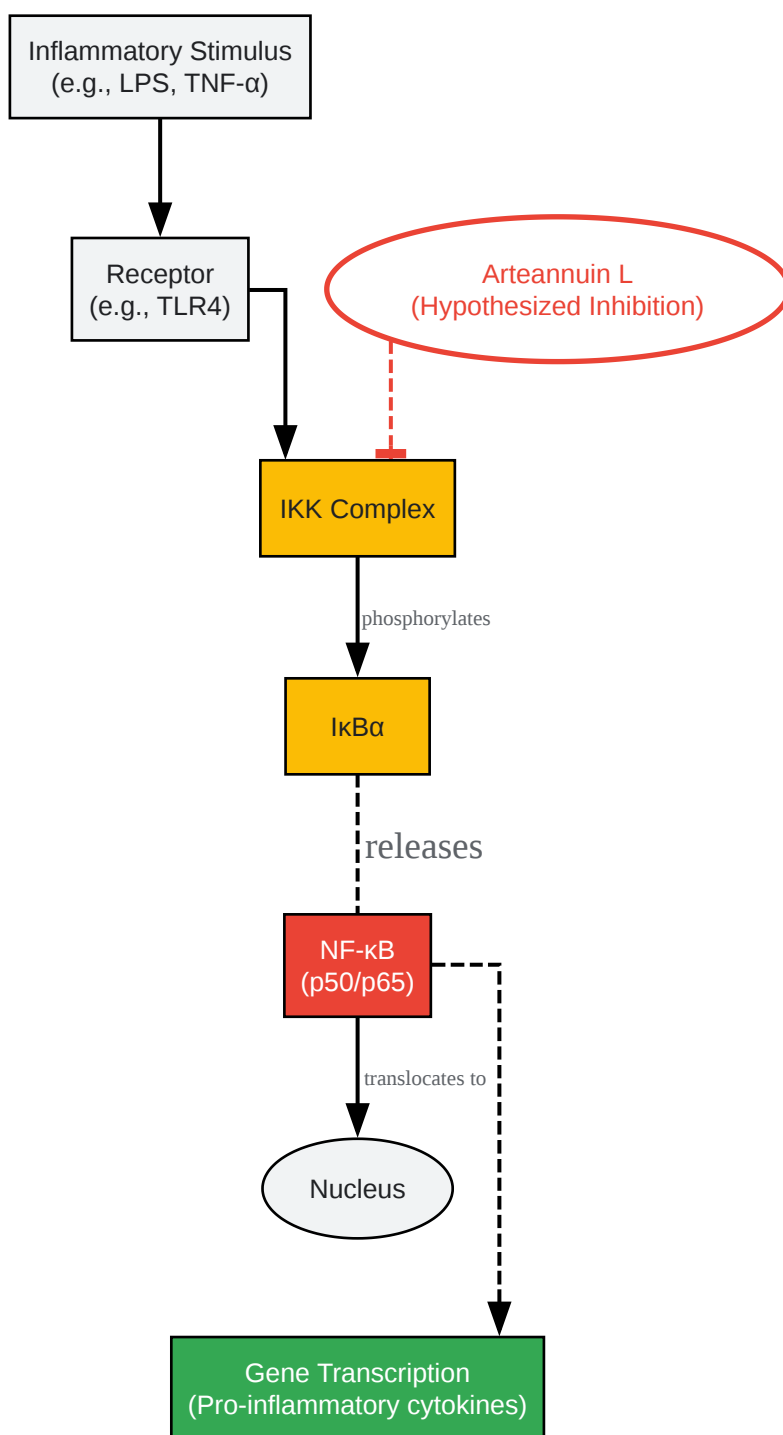 Inflammatory Stimulus
(e.g., LPS, TNF-α)
Receptor
(e.g., TLR4)
Arteannuin L
(Hypothesized Inhibition)
IKK Complex
phosphorylates
IκBα
releases
NF-κB
(p50/p65)
translocates to
Nucleus
Gene Transcription
(Pro-inflammatory cytokines)